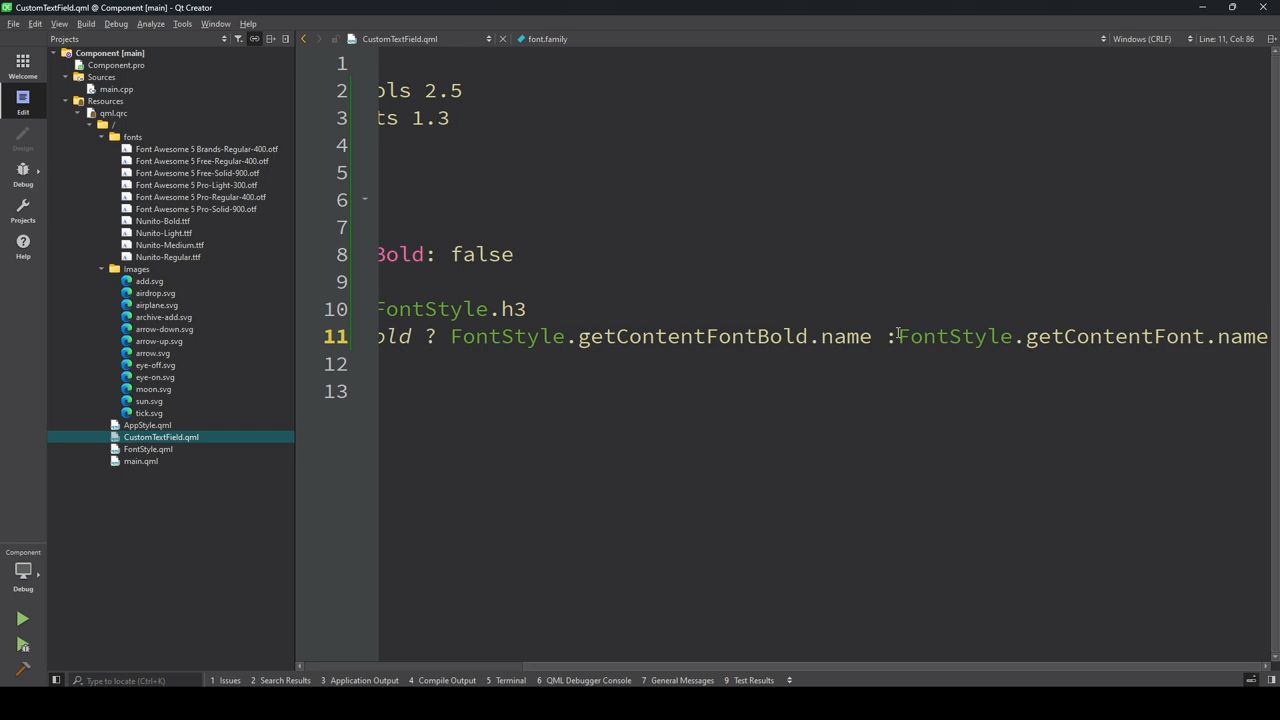 CustomTextField.qml @ Component [main] - Qt Creator
File Edit View Build Debug Analyze Tools Window Help
Projects
CustomTextField.qml
font.family
Windows (CRLF)
Line: 11, Col: 86
Welcome
Edit
Design
Debug
Projects
Help
Component
Debug
Component [main]
Component.pro
Sources
main.cpp
Resources
qml.qrc
/
fonts
Font Awesome 5 Brands-Regular-400.otf
Font Awesome 5 Free-Regular-400.otf
Font Awesome 5 Free-Solid-900.otf
Font Awesome 5 Pro-Light-300.otf
Font Awesome 5 Pro-Regular-400.otf
Font Awesome 5 Pro-Solid-900.otf
Nunito-Bold.ttf
Nunito-Light.ttf
Nunito-Medium.ttf
Nunito-Regular.ttf
Images
add.svg
airdrop.svg
airplane.svg
archive-add.svg
arrow-down.svg
arrow-up.svg
arrow.svg
eye-off.svg
eye-on.svg
moon.svg
sun.svg
tick.svg
AppStyle.qml
CustomTextField.qml
FontStyle.qml
main.qml
1
2 ols 2.5
3 ts 1.3
4
5
6
7
8 Bold: false
9
10 FontStyle.h3
11 old ? FontStyle.getContentFontBold.name :FontStyle.getContentFont.name
12
13
Type to locate (Ctrl+K)
1 Issues 2 Search Results 3 Application Output 4 Compile Output 5 Terminal 6 QML Debugger Console 7 General Messages 9 Test Results